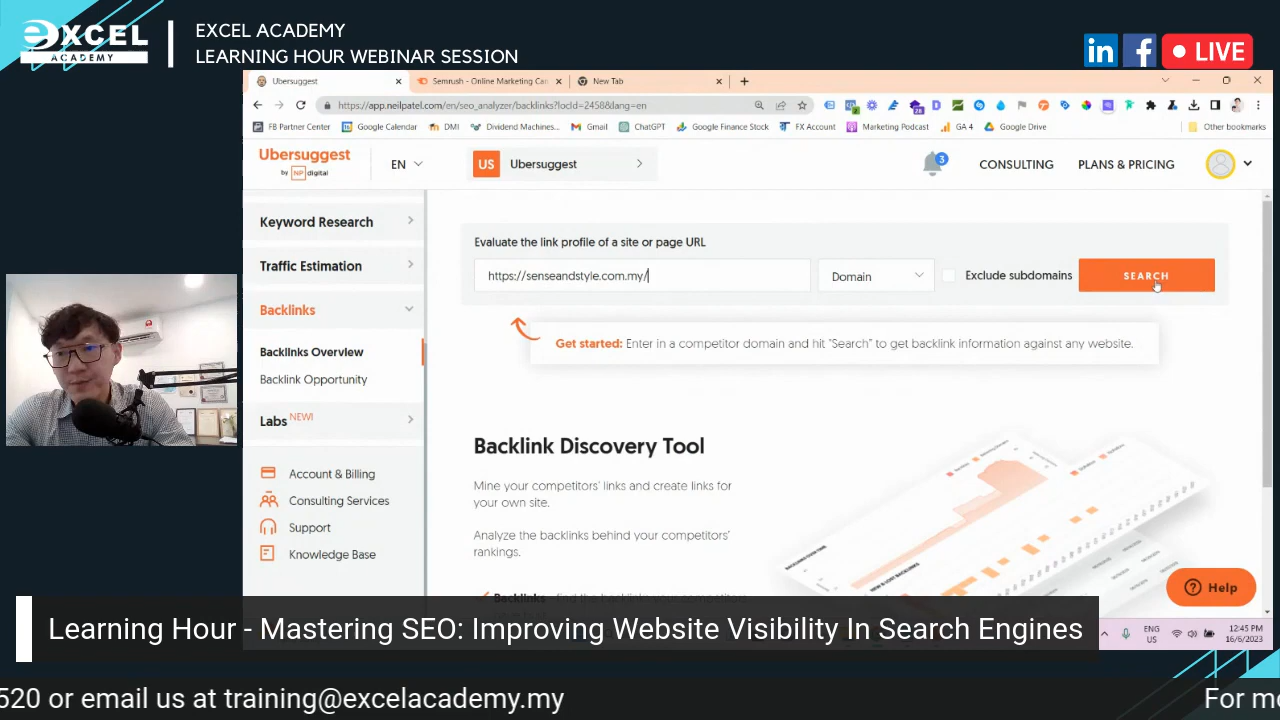 EXCEL
ACADEMY
EXCEL ACADEMY
LEARNING HOUR WEBINAR SESSION
in
f
LIVE
Ubersuggest
Semrush - Online Marketing Can
New Tab
https://app.neilpatel.com/en/seo_analyzer/backlinks?locId=2458&lang=en
FB Partner Center
Google Calendar
DMI
Dividend Machines...
Gmail
ChatGPT
Google Finance Stock
FX Account
Marketing Podcast
GA 4
Google Drive
Other bookmarks
Ubersuggest
by NP digital
EN
US
Ubersuggest
3
CONSULTING
PLANS & PRICING
Keyword Research
Traffic Estimation
Backlinks
Backlinks Overview
Backlink Opportunity
Labs NEW!
Account & Billing
Consulting Services
Support
Knowledge Base
Evaluate the link profile of a site or page URL
https://senseandstyle.com.my/
Domain
Exclude subdomains
SEARCH
Get started: Enter in a competitor domain and hit "Search" to get backlink information against any website.
Backlink Discovery Tool
Mine your competitors' links and create links for
your own site.
Analyze the backlinks behind your competitors'
rankings.
Help
Learning Hour - Mastering SEO: Improving Website Visibility In Search Engines
ENG
US
12:45 PM
16/6/2023
520 or email us at training@excelacademy.my
For mo